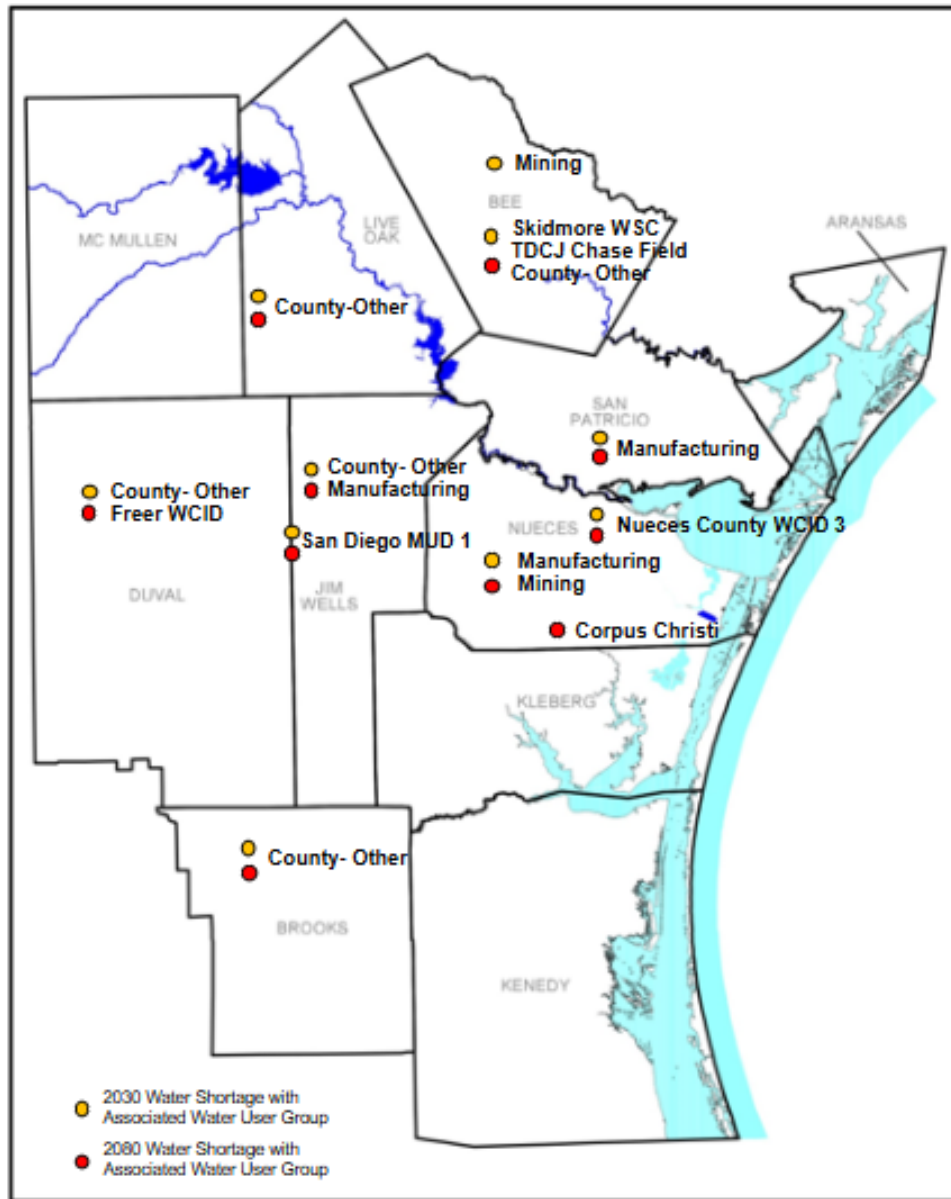 Mining
BEE
Skidmore WSC
TDCJ Chase Field
County- Other
ARANSAS
LIVE
OAK
MC MULLEN
County-Other
SAN
PATRICIO
Manufacturing
County- Other
Manufacturing
County- Other
Freer WCID
San Diego MUD 1
NUECES
Nueces County WCID 3
Manufacturing
Mining
DUVAL
JIM
WELLS
Corpus Christi
KLEBERG
County- Other
BROOKS
KENEDY
2030 Water Shortage with
Associated Water User Group
2080 Water Shortage with
Associated Water User Group